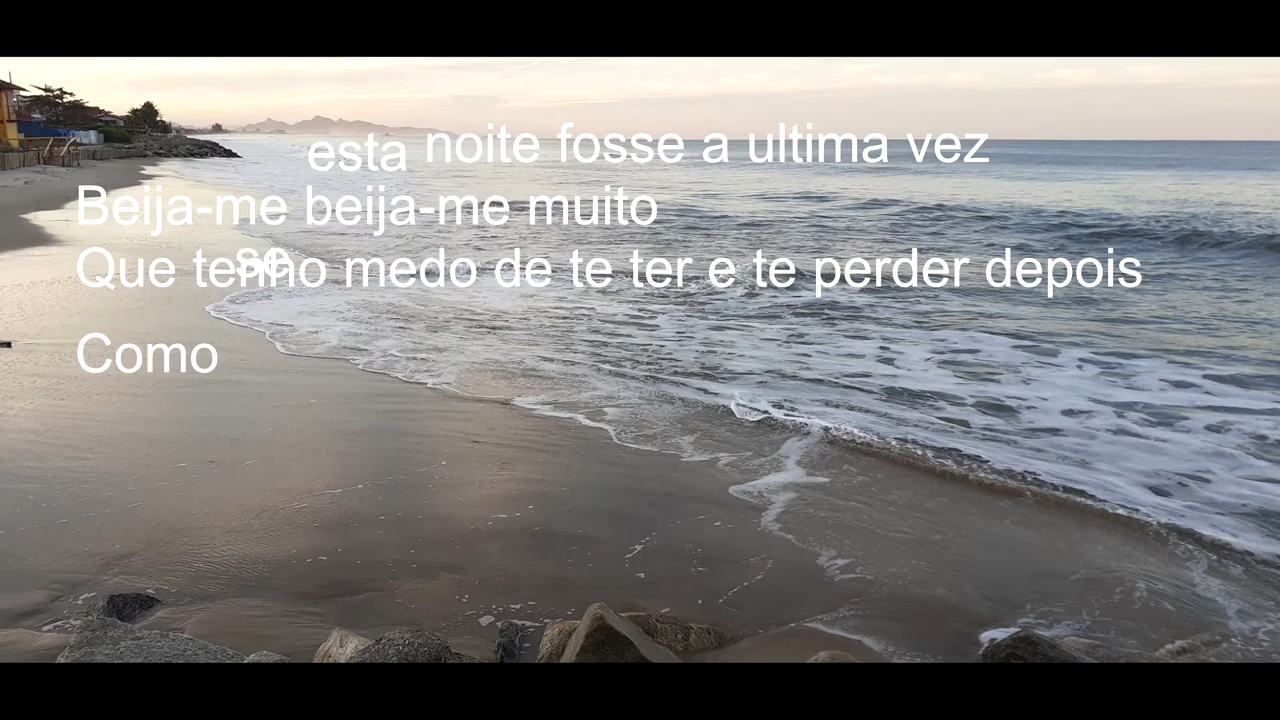 esta noite fosse a ultima vez
Beija-me beija-me muito
Que tenho medo de te ter e te perder depois
se
Como